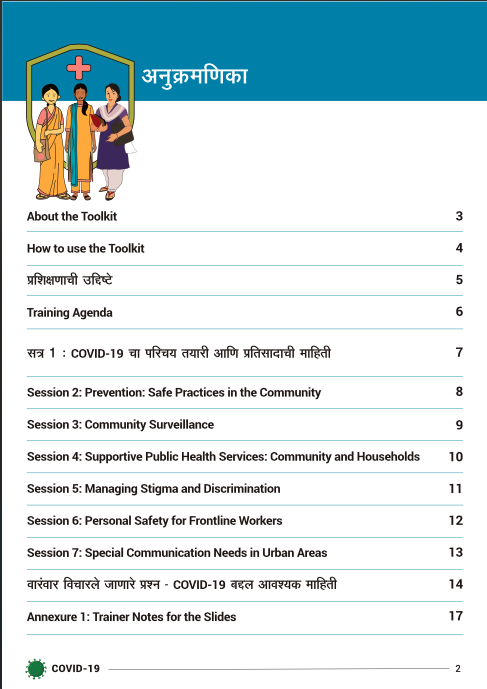 अनुक्रमणिका
About the Toolkit 3
How to use the Toolkit 4
प्रशिक्षणाची उद्दिष्टे 5
Training Agenda 6
सत्र 1 : COVID-19 चा परिचय तयारी आणि प्रतिसादाची माहिती 7
Session 2: Prevention: Safe Practices in the Community 8
Session 3: Community Surveillance 9
Session 4: Supportive Public Health Services: Community and Households 10
Session 5: Managing Stigma and Discrimination 11
Session 6: Personal Safety for Frontline Workers 12
Session 7: Special Communication Needs in Urban Areas 13
वारंवार विचारले जाणारे प्रश्न - COVID-19 बद्दल आवश्यक माहिती 14
Annexure 1: Trainer Notes for the Slides 17
COVID-19 2